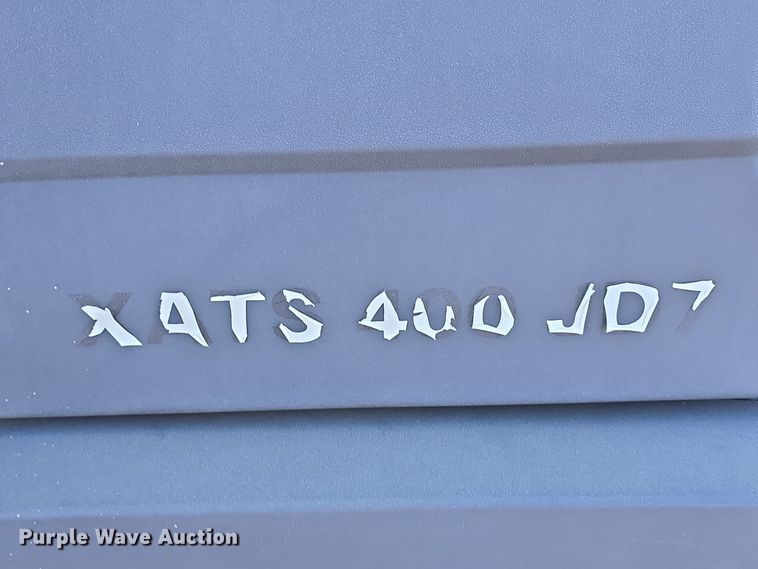 XATS 400 JD7
Purple Wave Auction